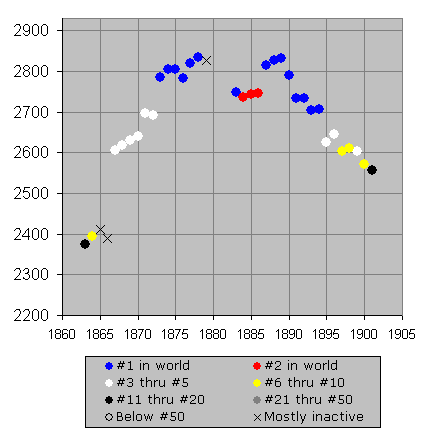 2900
2800
2700
2600
2500
2400
2300
2200
1860 1865 1870 1875 1880 1885 1890 1895 1900 1905
#1 in world #2 in world
#3 thru #5 #6 thru #10
#11 thru #20 #21 thru #50
Below #50 Mostly inactive